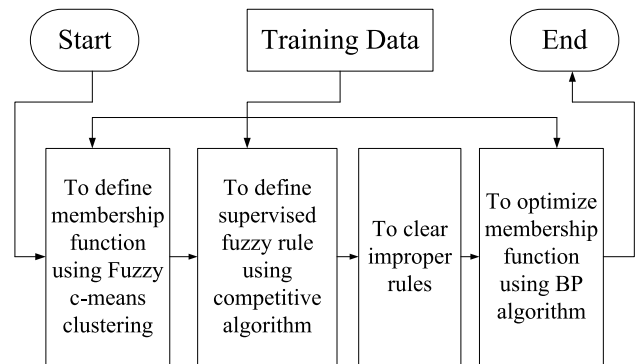 Start
Training Data
End
To define
membership
function
using Fuzzy
c-means
clustering
To define
supervised
fuzzy rule
using
competitive
algorithm
To clear
improper
rules
To optimize
membership
function
using BP
algorithm